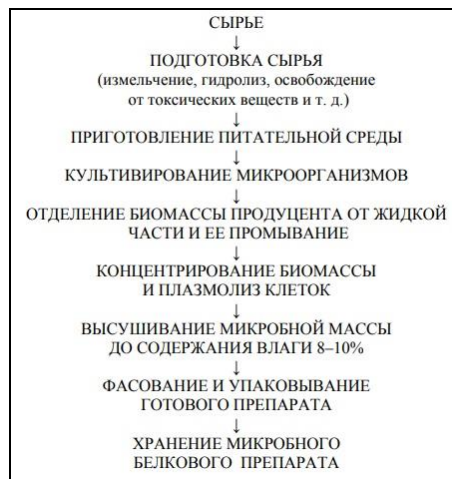 СЫРЬЕ
↓
ПОДГОТОВКА СЫРЬЯ
(измельчение, гидролиз, освобождение
от токсических веществ и т. д.)
↓
ПРИГОТОВЛЕНИЕ ПИТАТЕЛЬНОЙ СРЕДЫ
↓
КУЛЬТИВИРОВАНИЕ МИКРООРГАНИЗМОВ
↓
ОТДЕЛЕНИЕ БИОМАССЫ ПРОДУЦЕНТА ОТ ЖИДКОЙ
ЧАСТИ И ЕЕ ПРОМЫВАНИЕ
↓
КОНЦЕНТРИРОВАНИЕ БИОМАССЫ
И ПЛАЗМОЛИЗ КЛЕТОК
↓
ВЫСУШИВАНИЕ МИКРОБНОЙ МАССЫ
ДО СОДЕРЖАНИЯ ВЛАГИ 8–10%
↓
ФАСОВАНИЕ И УПАКОВЫВАНИЕ
ГОТОВОГО ПРЕПАРАТА
↓
ХРАНЕНИЕ МИКРОБНОГО
БЕЛКОВОГО ПРЕПАРАТА